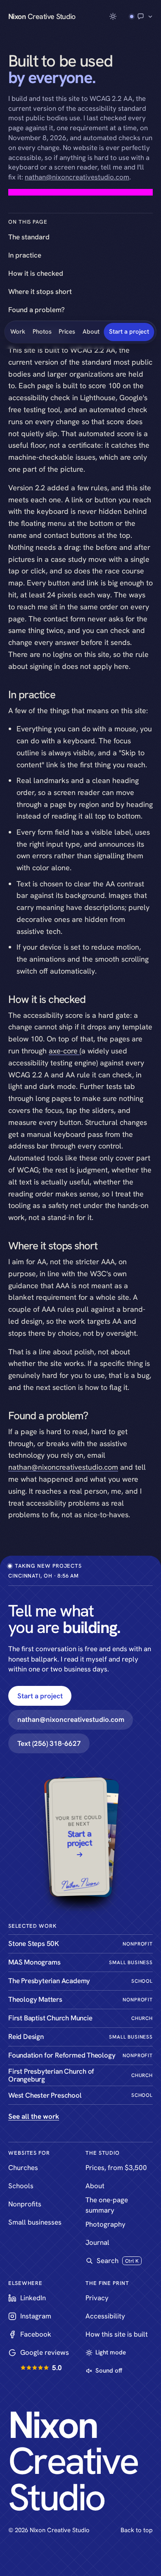 Nixon Creative Studio
Built to be used
by everyone.
I build and test this site to WCAG 2.2 AA, the
current version of the accessibility standard
most public bodies use. I check it every time a
page changes, not once before launch. This
page against it, one requirement at a time, on
November 8, 2026, and automated checks run
on every change. No website is ever perfectly
accessible, so if anything is hard to use with a
keyboard or a screen reader, tell me and I'll
fix it: nathan@nixoncreativestudio.com.
ON THIS PAGE
The standard
In practice
How it is checked
Where it stops short
Found a problem?
Work
Photos
Prices
About
Start a project
This site is built to WCAG 2.2 AA, the
current version of the standard most public
bodies and larger organizations are held
to. Each page is built to score 100 on the
accessibility check in Lighthouse, Google's
free testing tool, and an automated check
runs on every change so that score does
not quietly slip. That automated score is a
useful floor, not a certificate: it catches the
machine-checkable issues, which are only
part of the picture.
Version 2.2 added a few rules, and this site
meets each one. A link or button you reach
with the keyboard is never hidden behind
the floating menu at the bottom or the
theme and contact buttons at the top.
Nothing needs a drag: the before and after
pictures in a case study move with a single
tap or click, and so does the race course
map. Every button and link is big enough to
hit, at least 24 pixels each way. The ways
to reach me sit in the same order on every
page. The contact form never asks for the
same thing twice, and you can check and
change every answer before it sends.
There are no logins on this site, so the rule
about signing in does not apply here.
In practice
A few of the things that means on this site:
Everything you can do with a mouse, you
can do with a keyboard. The focus
outline is always visible, and a "Skip to
content" link is the first thing you reach.
Real landmarks and a clean heading
order, so a screen reader can move
through a page by region and by heading
instead of reading it all top to bottom.
Every form field has a visible label, uses
the right input type, and announces its
own errors rather than signalling them
with color alone.
Text is chosen to clear the AA contrast
bar against its background. Images that
carry meaning have descriptions; purely
decorative ones are hidden from
assistive tech.
If your device is set to reduce motion,
the animations and the smooth scrolling
switch off automatically.
How it is checked
The accessibility score is a hard gate: a
change cannot ship if it drops any template
below 100. On top of that, the pages are
run through axe-core (a widely used
accessibility testing engine) against every
WCAG 2.2 A and AA rule it can check, in
light and dark mode. Further tests tab
through long pages to make sure nothing
covers the focus, tap the sliders, and
measure every button. Structural changes
get a manual keyboard pass from the
address bar through every control.
Automated tools like these only cover part
of WCAG; the rest is judgment, whether the
alt text is useful, whether the reading
order makes sense, so I treat the
tooling as a safety net under the hands-on
work, not a stand-in for it.
Where it stops short
I aim for AA, not the stricter AAA, on
purpose, in line with the W3C's own
guidance that AAA is not meant as a
blanket requirement for a whole site. A
couple of AAA rules pull against a brand-
led design, so the work targets AA and
stops there by choice, not by oversight.
That is a line about polish, not about
whether the site works. If a specific thing is
genuinely hard for you to use, that is a bug,
and the next section is how to flag it.
Found a problem?
If a page is hard to read, hard to get
through, or breaks with the assistive
technology you rely on, email
nathan@nixoncreativestudio.com and tell
me what happened and what you were
using. It reaches a real person, me, and I
treat accessibility problems as real
problems to fix, not as nice-to-haves.
TAKING NEW PROJECTS
CINCINNATI, OH · 8:56 AM
Tell me what
you are building.
The first conversation is free and ends with an
honest ballpark. I read it myself and reply
within one or two business days.
Start a project
nathan@nixoncreativestudio.com
Text (256) 318-6627
YOUR SITE COULD
BE NEXT
Start a
project
→
Nathan Nixon
SELECTED WORK
Stone Steps 50K NONPROFIT
MAS Monograms SMALL BUSINESS
The Presbyterian Academy SCHOOL
Theology Matters NONPROFIT
First Baptist Church Muncie CHURCH
Reid Design SMALL BUSINESS
Foundation for Reformed Theology NONPROFIT
First Presbyterian Church of
Orangeburg CHURCH
West Chester Preschool SCHOOL
See all the work
WEBSITES FOR
Churches
Schools
Nonprofits
Small businesses
THE STUDIO
Prices, from $3,500
About
The one-page
summary
Photography
Journal
Search Ctrl K
ELSEWHERE
LinkedIn
Instagram
Facebook
Google reviews
★★★★★ 5.0
THE FINE PRINT
Privacy
Accessibility
How this site is built
Light mode
Sound off
Nixon
Creative
Studio
© 2026 Nixon Creative Studio
Back to top